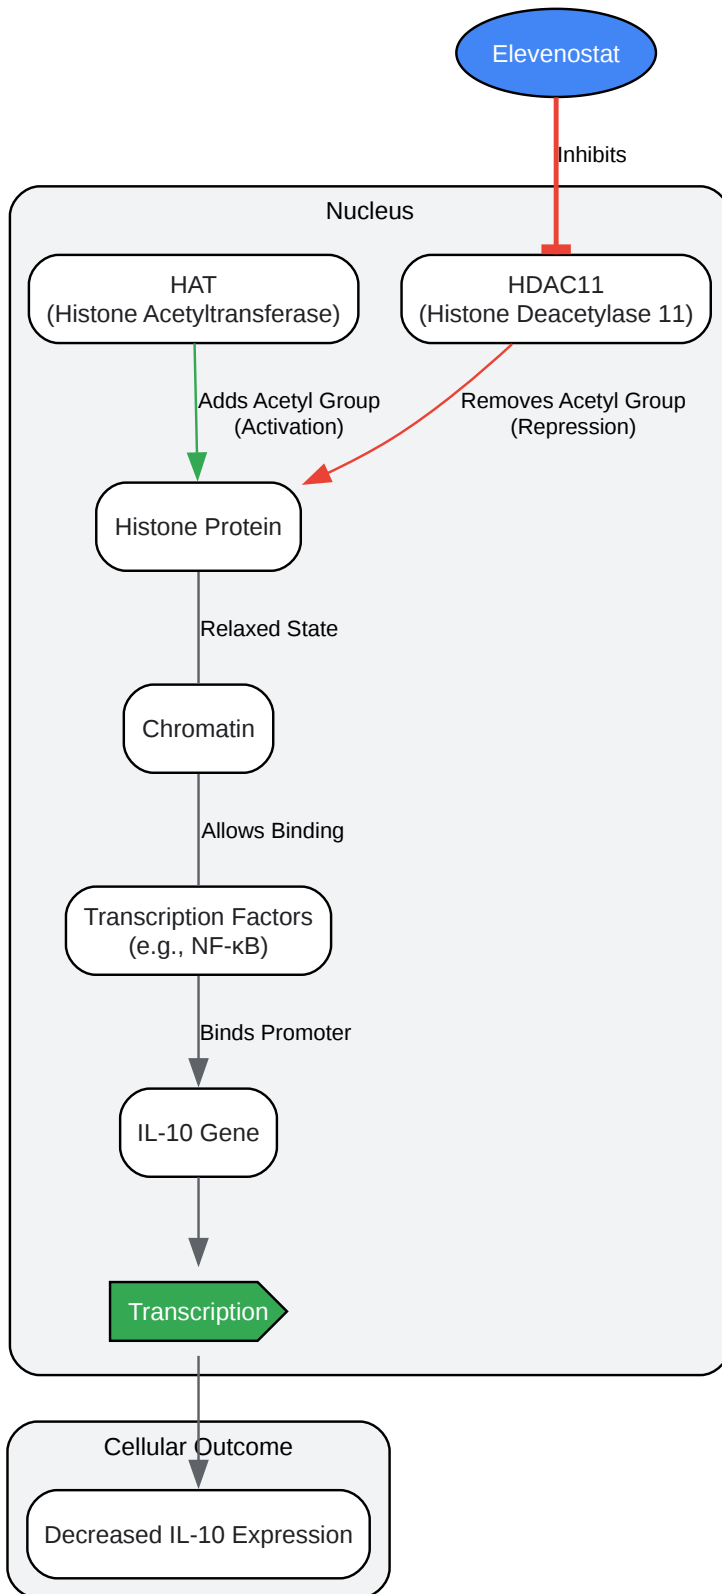 Elevenostat
Inhibits
Nucleus
HAT
(Histone Acetyltransferase)
HDAC11
(Histone Deacetylase 11)
Adds Acetyl Group
(Activation)
Removes Acetyl Group
(Repression)
Histone Protein
Relaxed State
Chromatin
Allows Binding
Transcription Factors
(e.g., NF-κB)
Binds Promoter
IL-10 Gene
Transcription
Cellular Outcome
Decreased IL-10 Expression